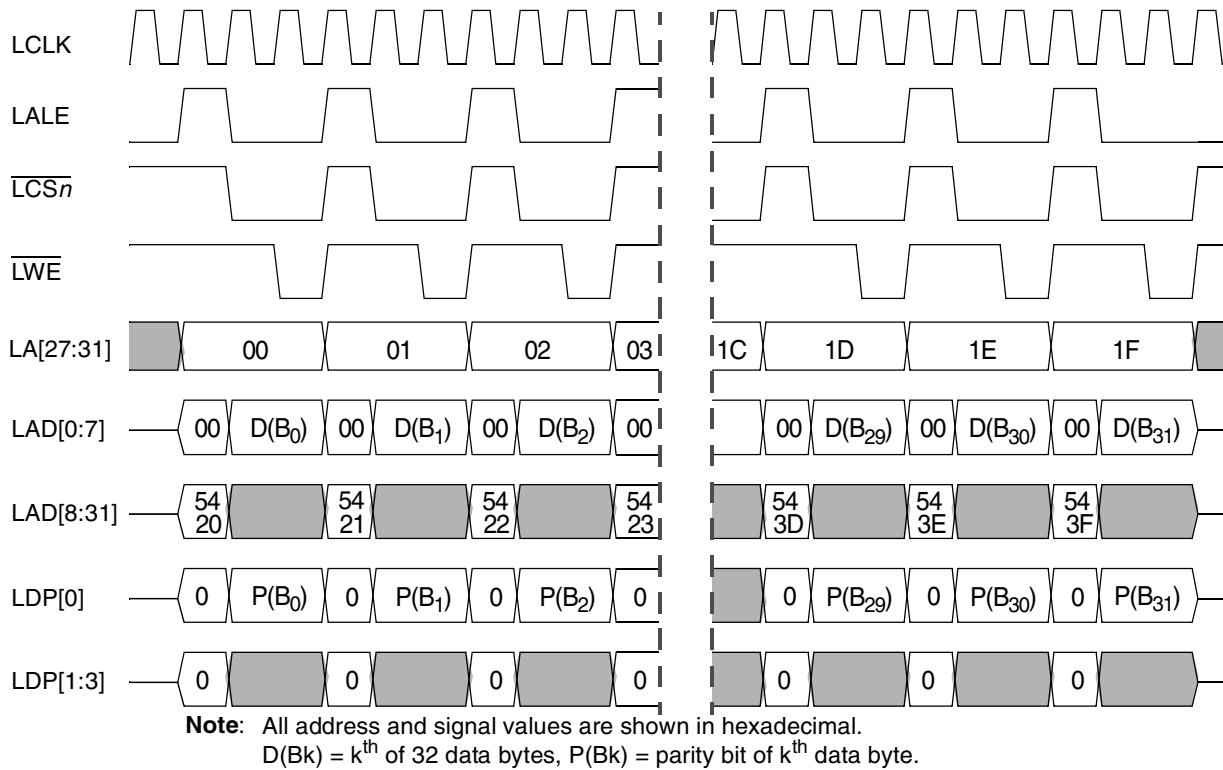 LCLK
LALE
LCSn
LWE
LA[27:31] 00 01 02 03 1C 1D 1E 1F
LAD[0:7] 00 D(B0) 00 D(B1) 00 D(B2) 00 00 D(B29) 00 D(B30) 00 D(B31)
LAD[8:31] 54 20 54 21 54 22 54 23 54 3D 54 3E 54 3F
LDP[0] 0 P(B0) 0 P(B1) 0 P(B2) 0 0 P(B29) 0 P(B30) 0 P(B31)
LDP[1:3] 0 0 0 0 0 0 0
Note: All address and signal values are shown in hexadecimal.
D(Bk) = kth of 32 data bytes, P(Bk) = parity bit of kth data byte.